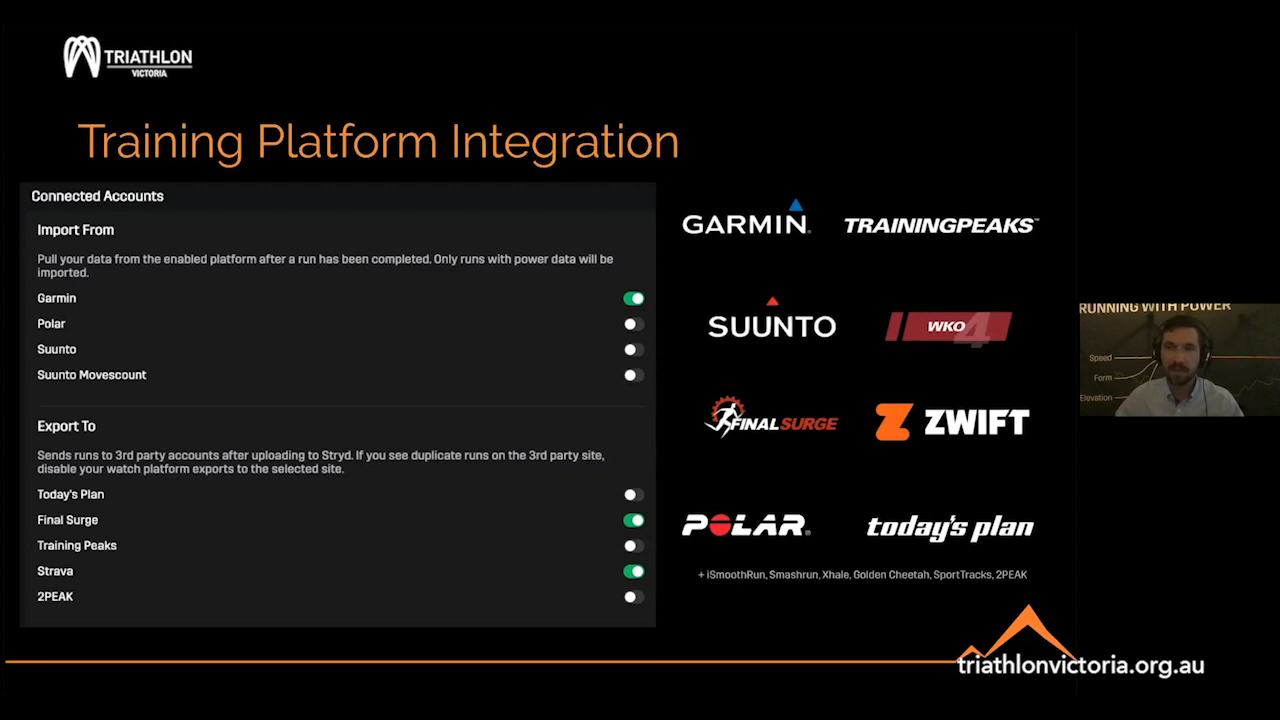 TRIATHLON
VICTORIA
Training Platform Integration
Connected Accounts
Import From
Pull your data from the enabled platform after a run has been completed. Only runs with power data will be
imported.
Garmin
Polar
Suunto
Suunto Movescount
Export To
Sends runs to 3rd party accounts after uploading to Stryd. If you see duplicate runs on the 3rd party site,
disable your watch platform exports to the selected site.
Today's Plan
Final Surge
Training Peaks
Strava
2PEAK
GARMIN®
TRAININGPEAKS™
SUUNTO
WKO 4
FINALSURGE
ZWIFT
POLAR®
today's plan
+ iSmoothRun, Smashrun, Xhale, Golden Cheetah, SportTracks, 2PEAK
RUNNING WITH POWER
Speed
Form
Elevation
triathlonvictoria.org.au